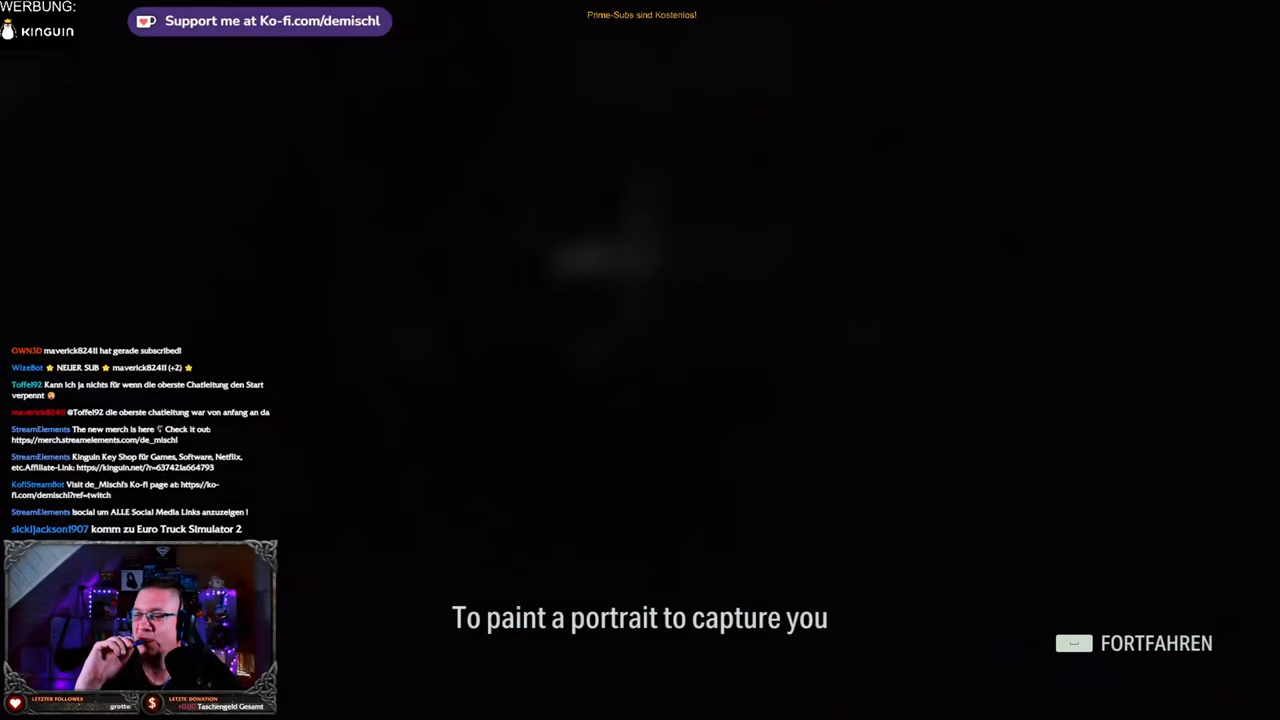 WERBUNG:
KINGUIN
Support me at Ko-fi.com/demischl
Prime-Subs sind Kostenlos!
OWN3D maverick82411 hat gerade subscribed!
WizeBot ⭐ NEUER SUB ⭐ maverick82411 (+2) ⭐
Toffel92 Kann ich ja nichts für wenn die oberste Chatleitung den Start
verpennt
maverick82411 @Toffel92 die oberste chatleitung war von anfang an da
StreamElements The new merch is here Check it out:
https://merch.streamelements.com/de_mischl
StreamElements Kinguin Key Shop für Games, Software, Netflix,
etc.Affiliate-Link: https://kinguin.net/?r=637421a664793
KofiStreamBot Visit de_Mischl's Ko-fi page at: https://ko-
fi.com/demischl?ref=twitch
StreamElements !social um ALLE Social Media Links anzuzeigen !
sickijackson1907 komm zu Euro Truck Simulator 2
To paint a portrait to capture you
FORTFAHREN
LETZTER FOLLOWER
grotte
LETZTE DONATION
Taschengeld Gesamt